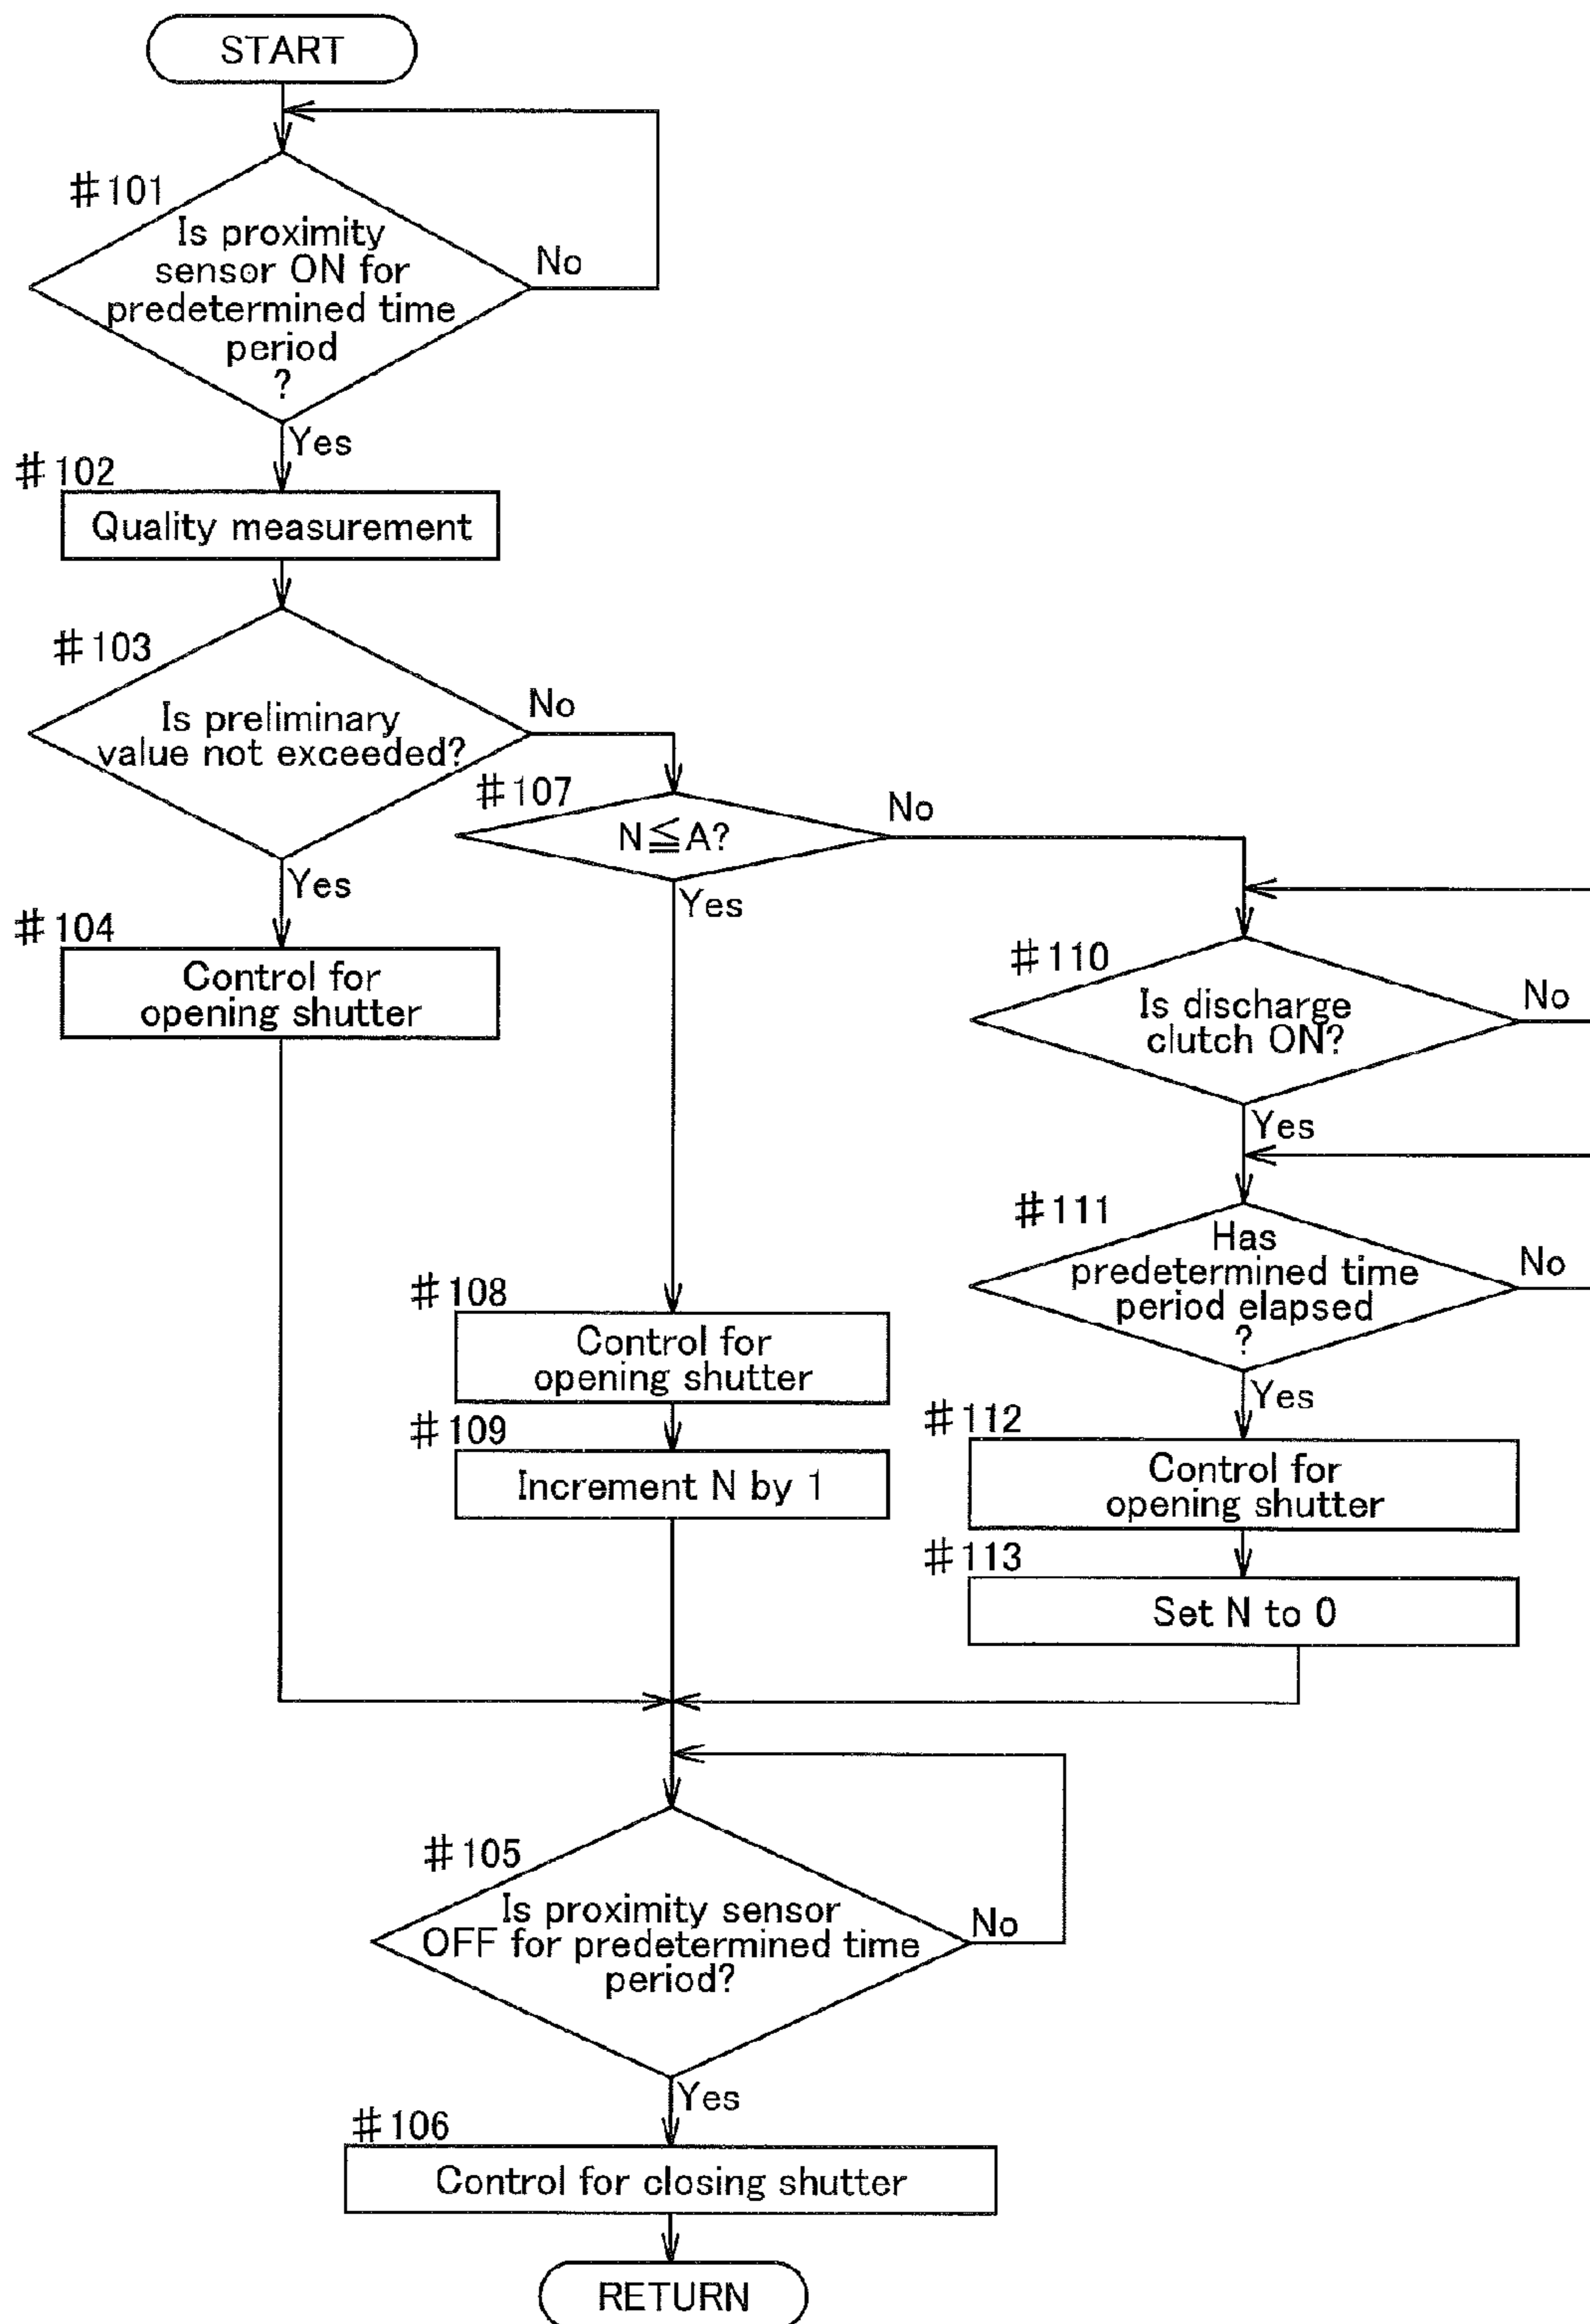 START
#101
Is proximity
sensor ON for
predetermined time
period
?
No
Yes
#102
Quality measurement
#103
Is preliminary
value not exceeded?
No
Yes
#104
Control for
opening shutter
#107
N≦A?
No
Yes
#108
Control for
opening shutter
#109
Increment N by 1
#110
Is discharge
clutch ON?
No
Yes
#111
Has
predetermined time
period elapsed
?
No
Yes
#112
Control for
opening shutter
#113
Set N to 0
#105
Is proximity sensor
OFF for predetermined time
period?
No
Yes
#106
Control for closing shutter
RETURN